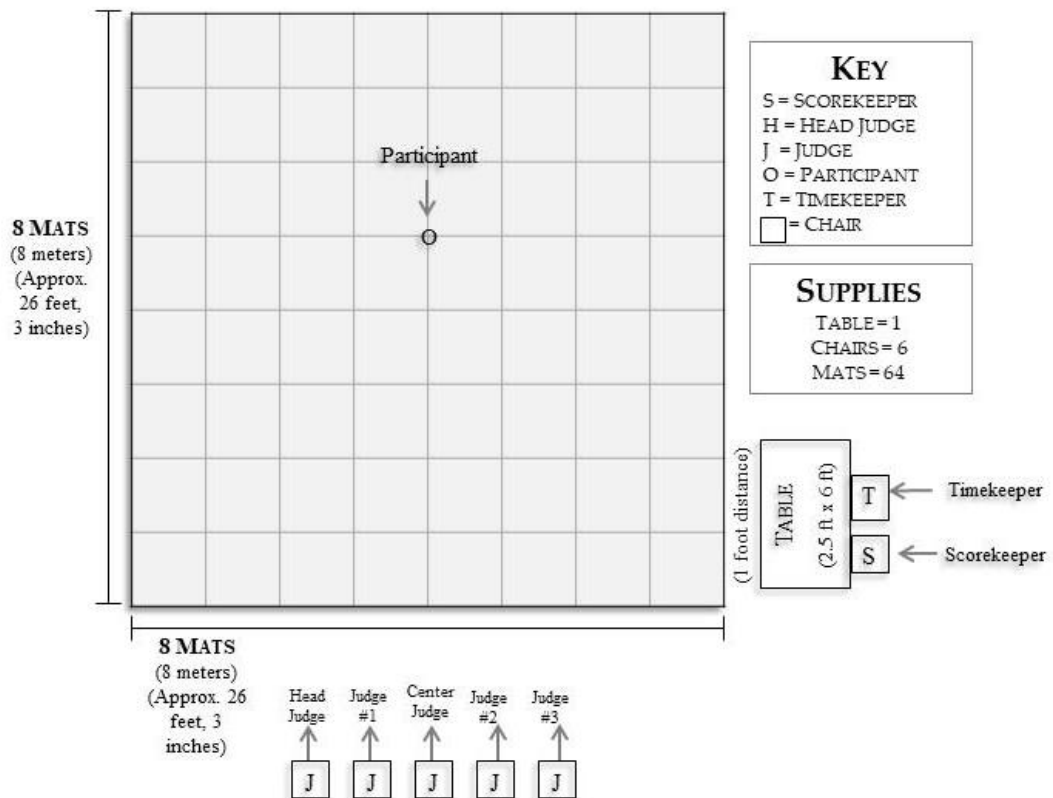 Participant
O
8 MATS
(8 meters)
(Approx.
26 feet,
3 inches)
KEY
S = SCOREKEEPER
H = HEAD JUDGE
J = JUDGE
O = PARTICIPANT
T = TIMEKEEPER
= CHAIR
SUPPLIES
TABLE = 1
CHAIRS = 6
MATS = 64
(1 foot distance)
TABLE
(2.5 ft x 6 ft)
T
Timekeeper
S
Scorekeeper
8 MATS
(8 meters)
(Approx. 26
feet, 3
inches)
Head
Judge
Judge
#1
Center
Judge
Judge
#2
Judge
#3
J
J
J
J
J